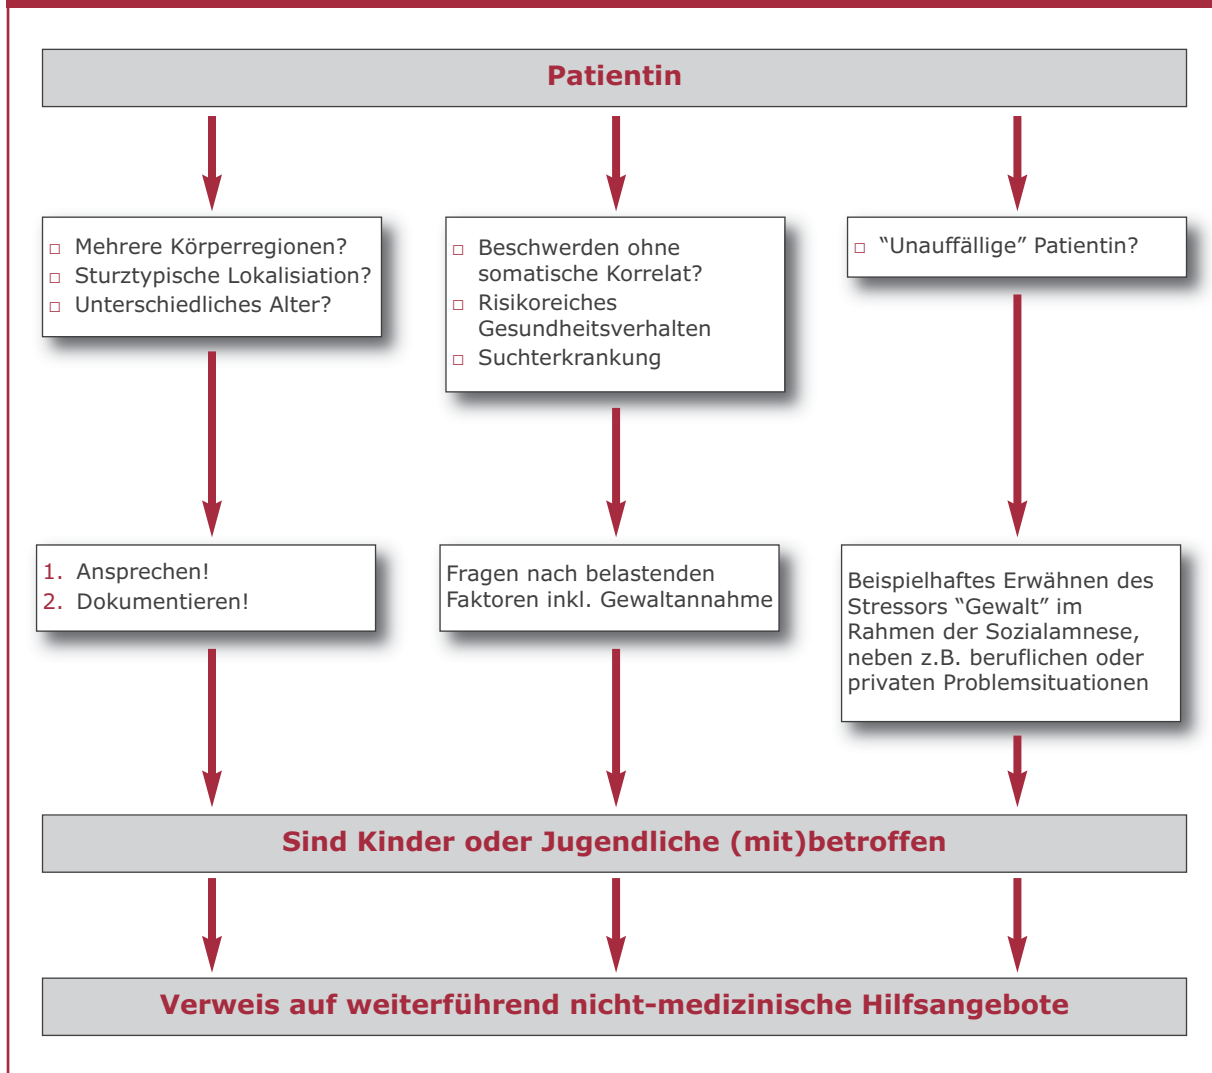 Patientin
□ Mehrere Körperregionen?
□ Sturztypische Lokalisiation?
□ Unterschiedliches Alter?
□ Beschwerden ohne
somatische Korrelat?
□ Risikoreiches
Gesundheitsverhalten
□ Suchterkrankung
□ “Unauffällige” Patientin?
1. Ansprechen!
2. Dokumentieren!
Fragen nach belastenden
Faktoren inkl. Gewaltannahme
Beispielhaftes Erwähnen des
Stressors “Gewalt” im
Rahmen der Sozialamnese,
neben z.B. beruflichen oder
privaten Problemsituationen
Sind Kinder oder Jugendliche (mit)betroffen
Verweis auf weiterführend nicht-medizinische Hilfsangebote